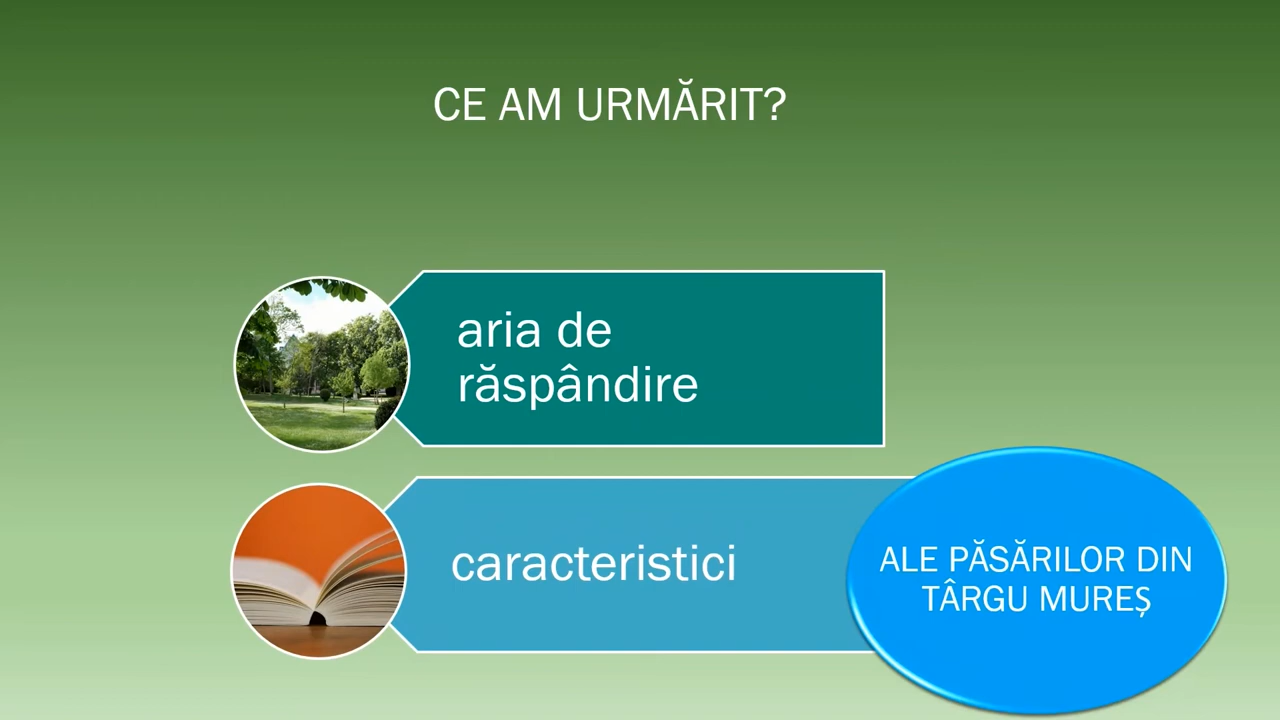 CE AM URMĂRIT?
aria de
răspândire
caracteristici
ALE PĂSĂRILOR DIN
TÂRGU MUREȘ